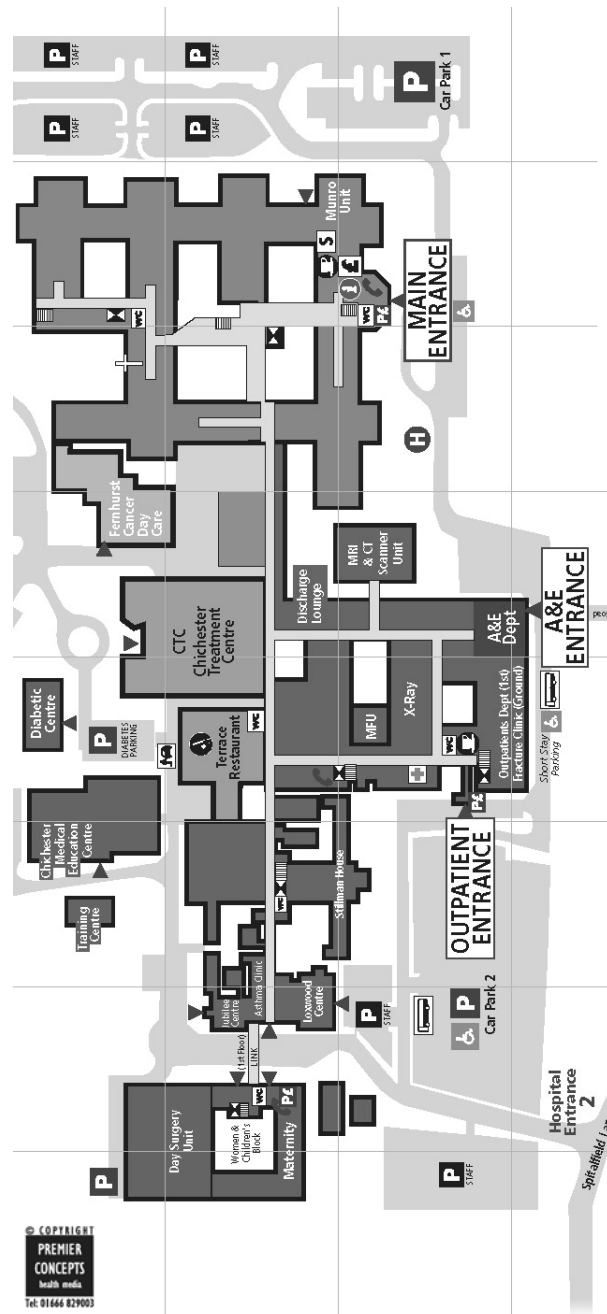 P
STAFF
P
STAFF
P
STAFF
P
STAFF
P
Car Park 1
Munro
Unit
S
£
i
wc
P£
wc
MAIN
ENTRANCE
H
Fernhurst
Cancer
Day
Care
MRI & CT
Scanner
Unit
Discharge
Lounge
CTC
Chichester
Treatment
Centre
A&E
Dept
A&E
ENTRANCE
Diabetic
Centre
P
DIABETES
PARKING
Terrace
Restaurant
wc
MFU
X-Ray
wc
Outpatients Dept (1st)
Fracture Clinic (Ground)
Short Stay
Parking
P£
OUTPATIENT
ENTRANCE
Chichester
Medical
Education
Centre
Training
Centre
wc
Stillman House
Jubilee
Centre
Asthma Clinic
Loxwood
Centre
P
STAFF
P
Car Park 2
(1st Floor)
LINK
wc
P£
Day Surgery
Unit
Women &
Children's
Block
Maternity
P
P
STAFF
Hospital
Entrance
2
Spitalfield
© COPYRIGHT
PREMIER
CONCEPTS
health media
Tel: 01666 829003